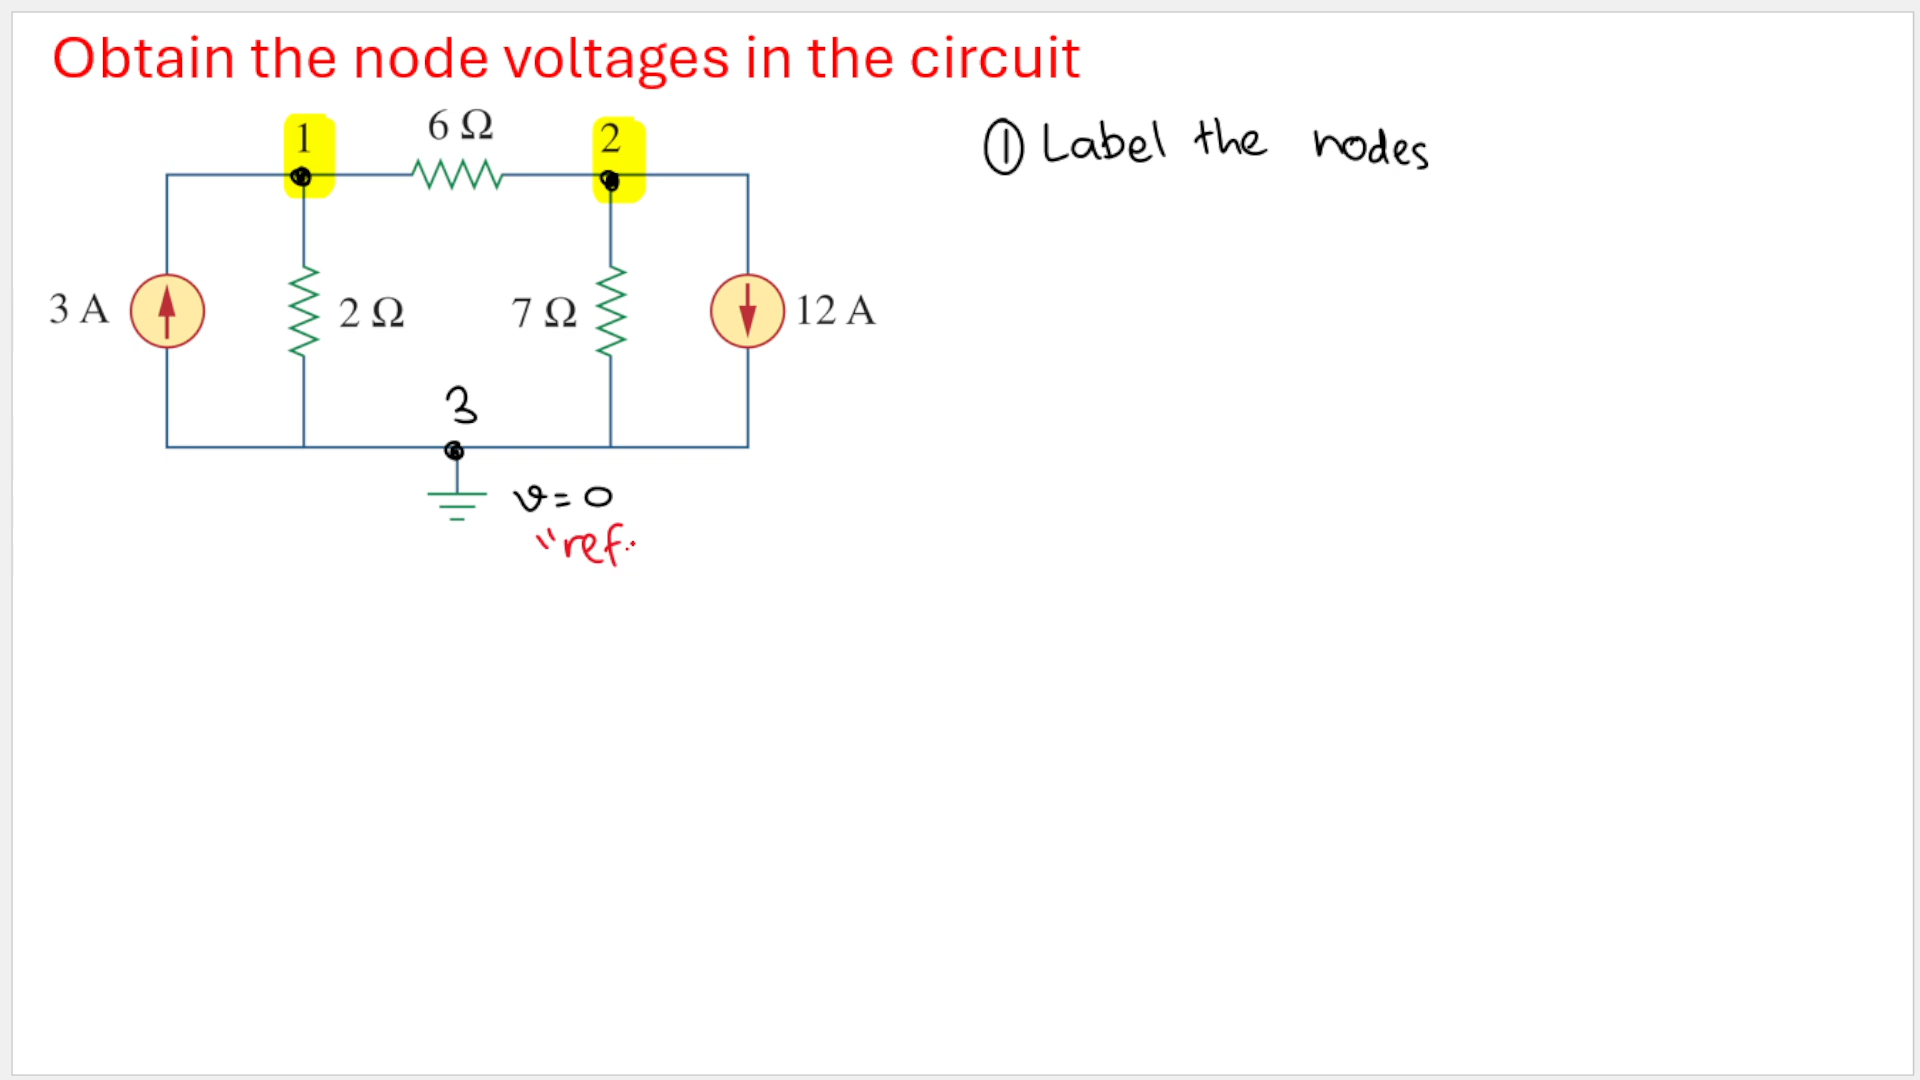 Obtain the node voltages in the circuit
① Label the nodes
1
6 Ω
2
3 A
2 Ω
7 Ω
12 A
3
v = 0
"ref.